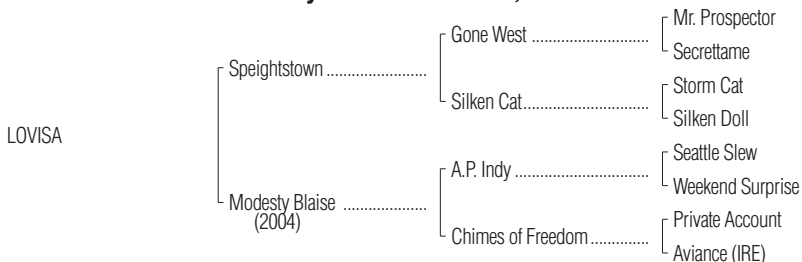 Mr. Prospector
Gone West ..............................
Secrettame
Speightstown .........................
Storm Cat
Silken Cat................................
Silken Doll
LOVISA
Seattle Slew
A.P. Indy ..................................
Weekend Surprise
Modesty Blaise .....................
(2004)
Private Account
Chimes of Freedom..............
Aviance (IRE)